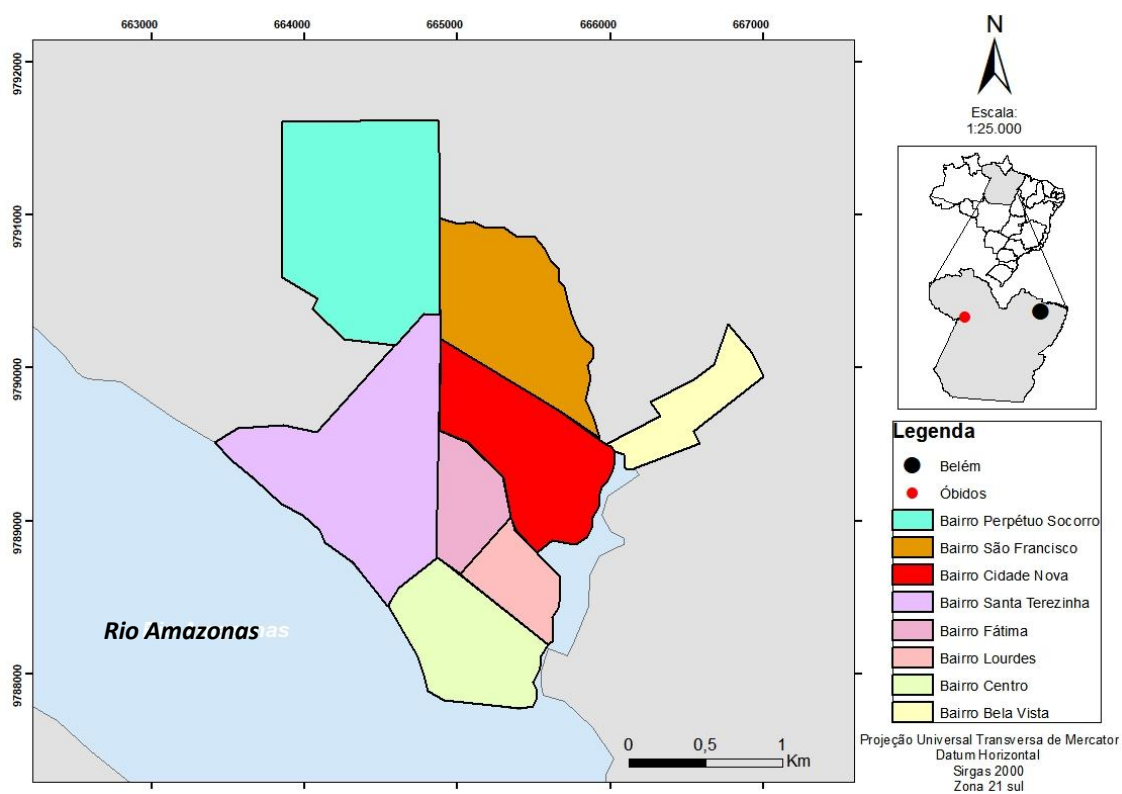 663000 664000 665000 666000 667000
9792000
9791000
9790000
9789000
9788000
Rio Amazonas
0 0,5 1
Km
N
Escala:
1:25.000
Legenda
Belém
Óbidos
Bairro Perpétuo Socorro
Bairro São Francisco
Bairro Cidade Nova
Bairro Santa Terezinha
Bairro Fátima
Bairro Lourdes
Bairro Centro
Bairro Bela Vista
Projeção Universal Transversa de Mercator
Datum Horizontal
Sirgas 2000
Zona 21 sul